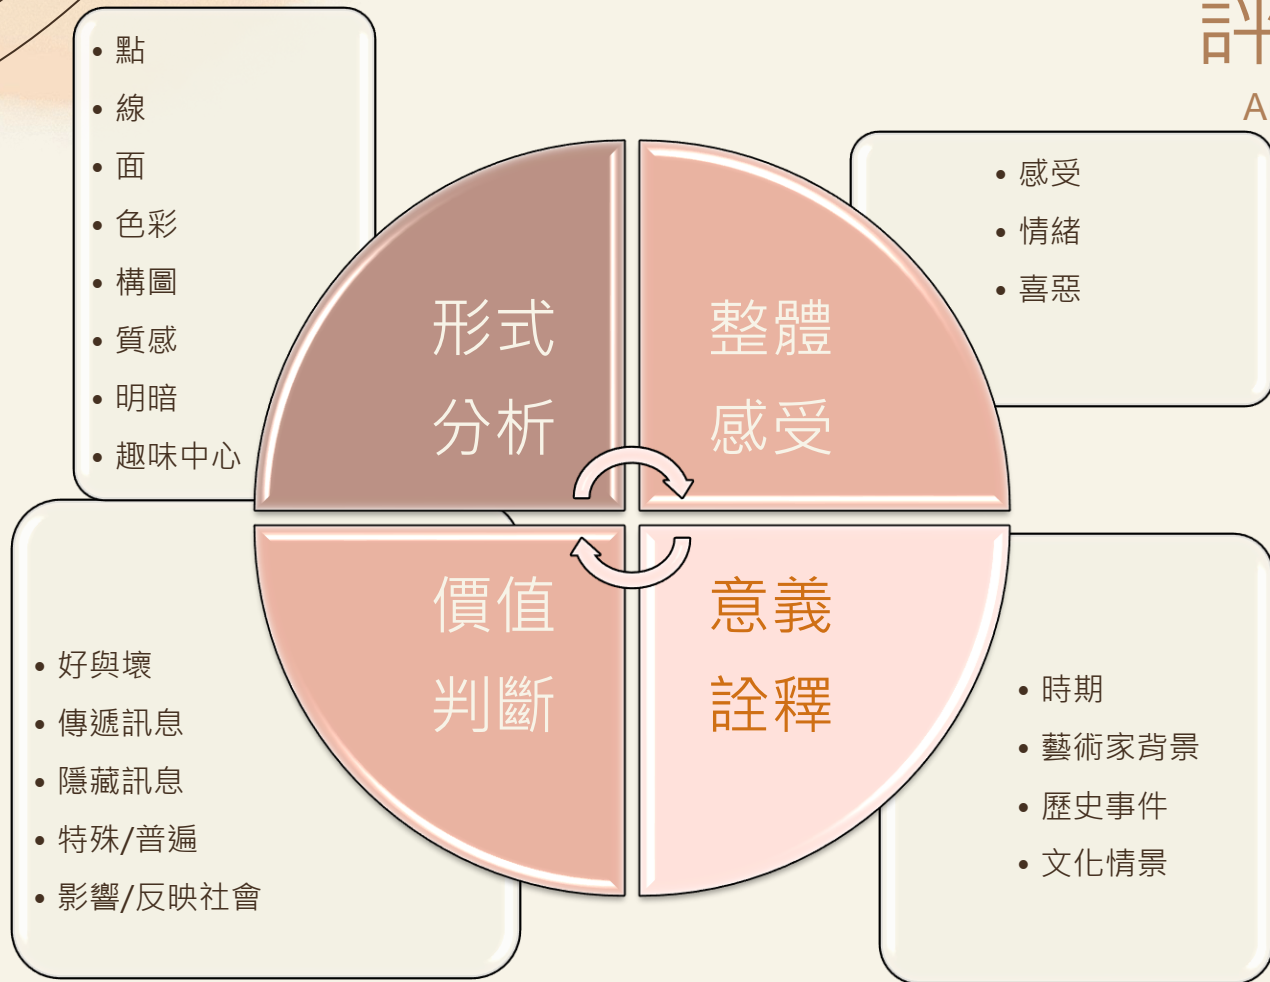 點
線
面
色彩
構圖
質感
明暗
趣味中心
形式
分析
整體
感受
感受
情緒
喜惡
價值
判斷
意義
詮釋
好與壞
傳遞訊息
隱藏訊息
特殊/普遍
影響/反映社會
時期
藝術家背景
歷史事件
文化情景